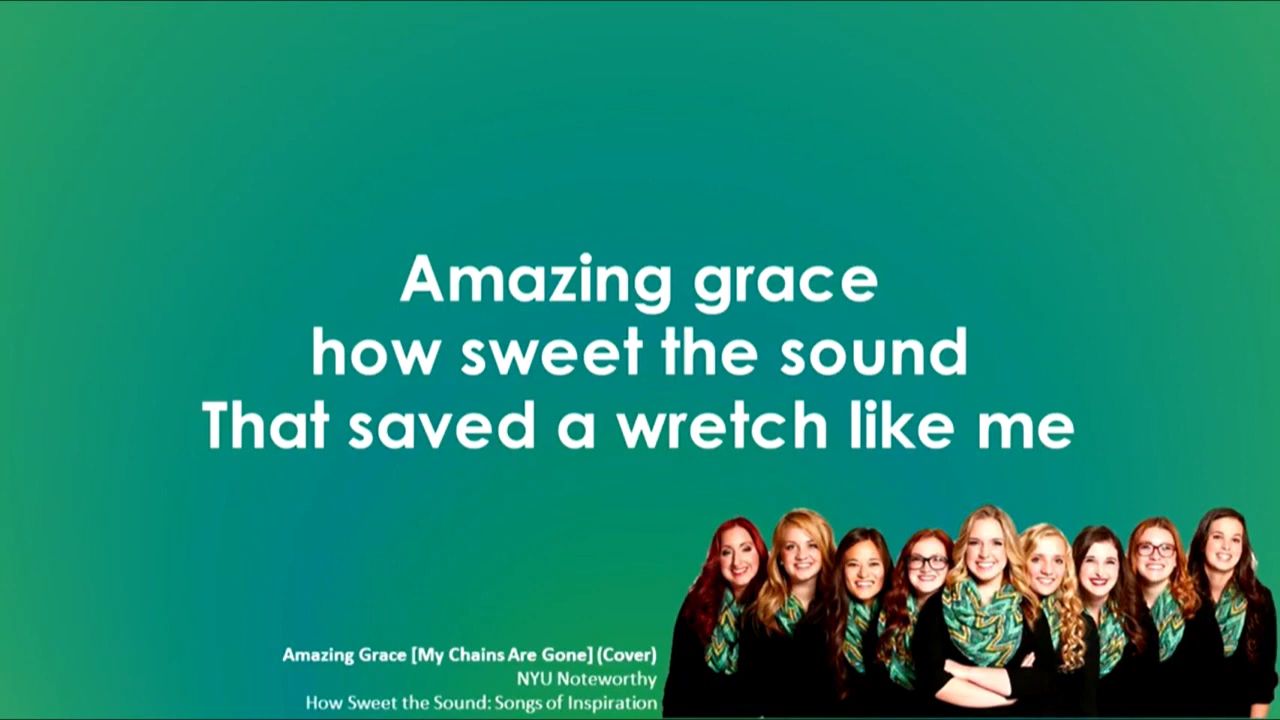 Amazing grace
how sweet the sound
That saved a wretch like me
Amazing Grace [My Chains Are Gone] (Cover)
NYU Noteworthy
How Sweet the Sound: Songs of Inspiration